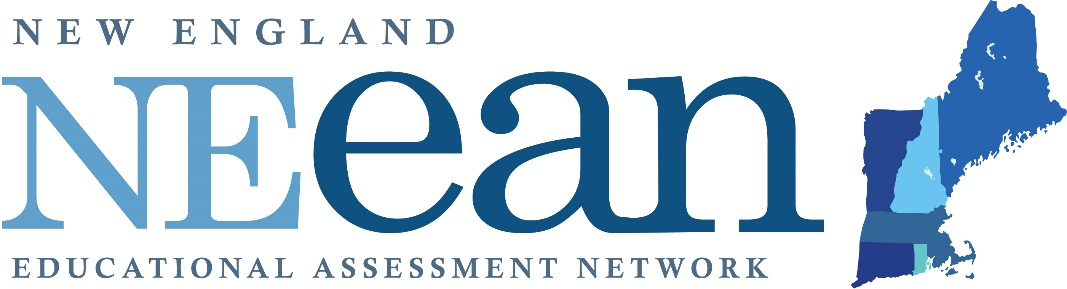 NEW ENGLAND
NEean
EDUCATIONAL ASSESSMENT NETWORK